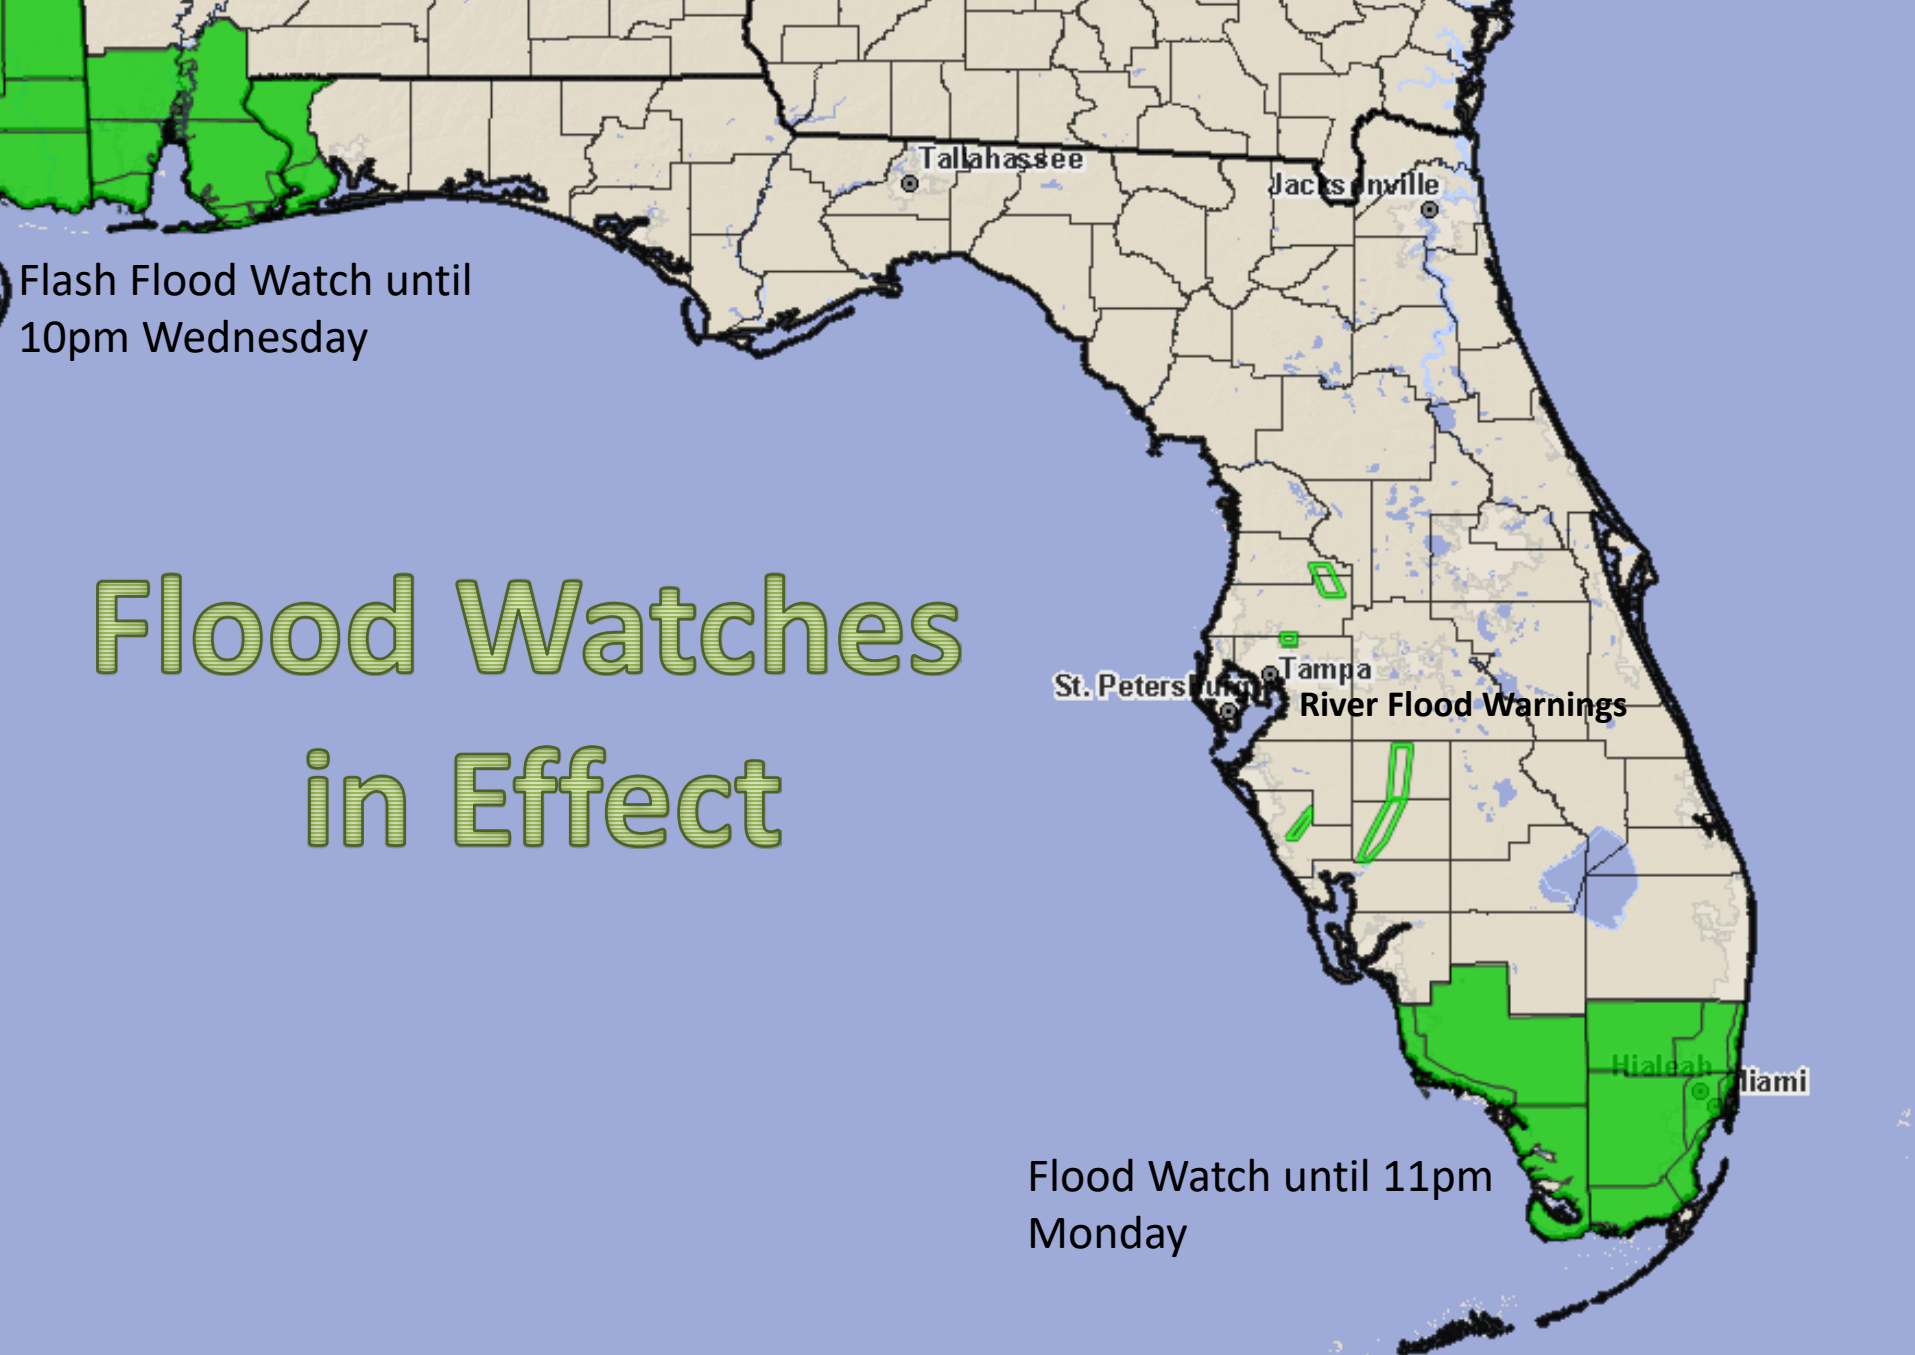 Tallahassee
Jacksonville
Flash Flood Watch until
10pm Wednesday
Flood Watches
in Effect
Tampa
St. Petersburg
River Flood Warnings
Hialeah
Miami
Flood Watch until 11pm
Monday